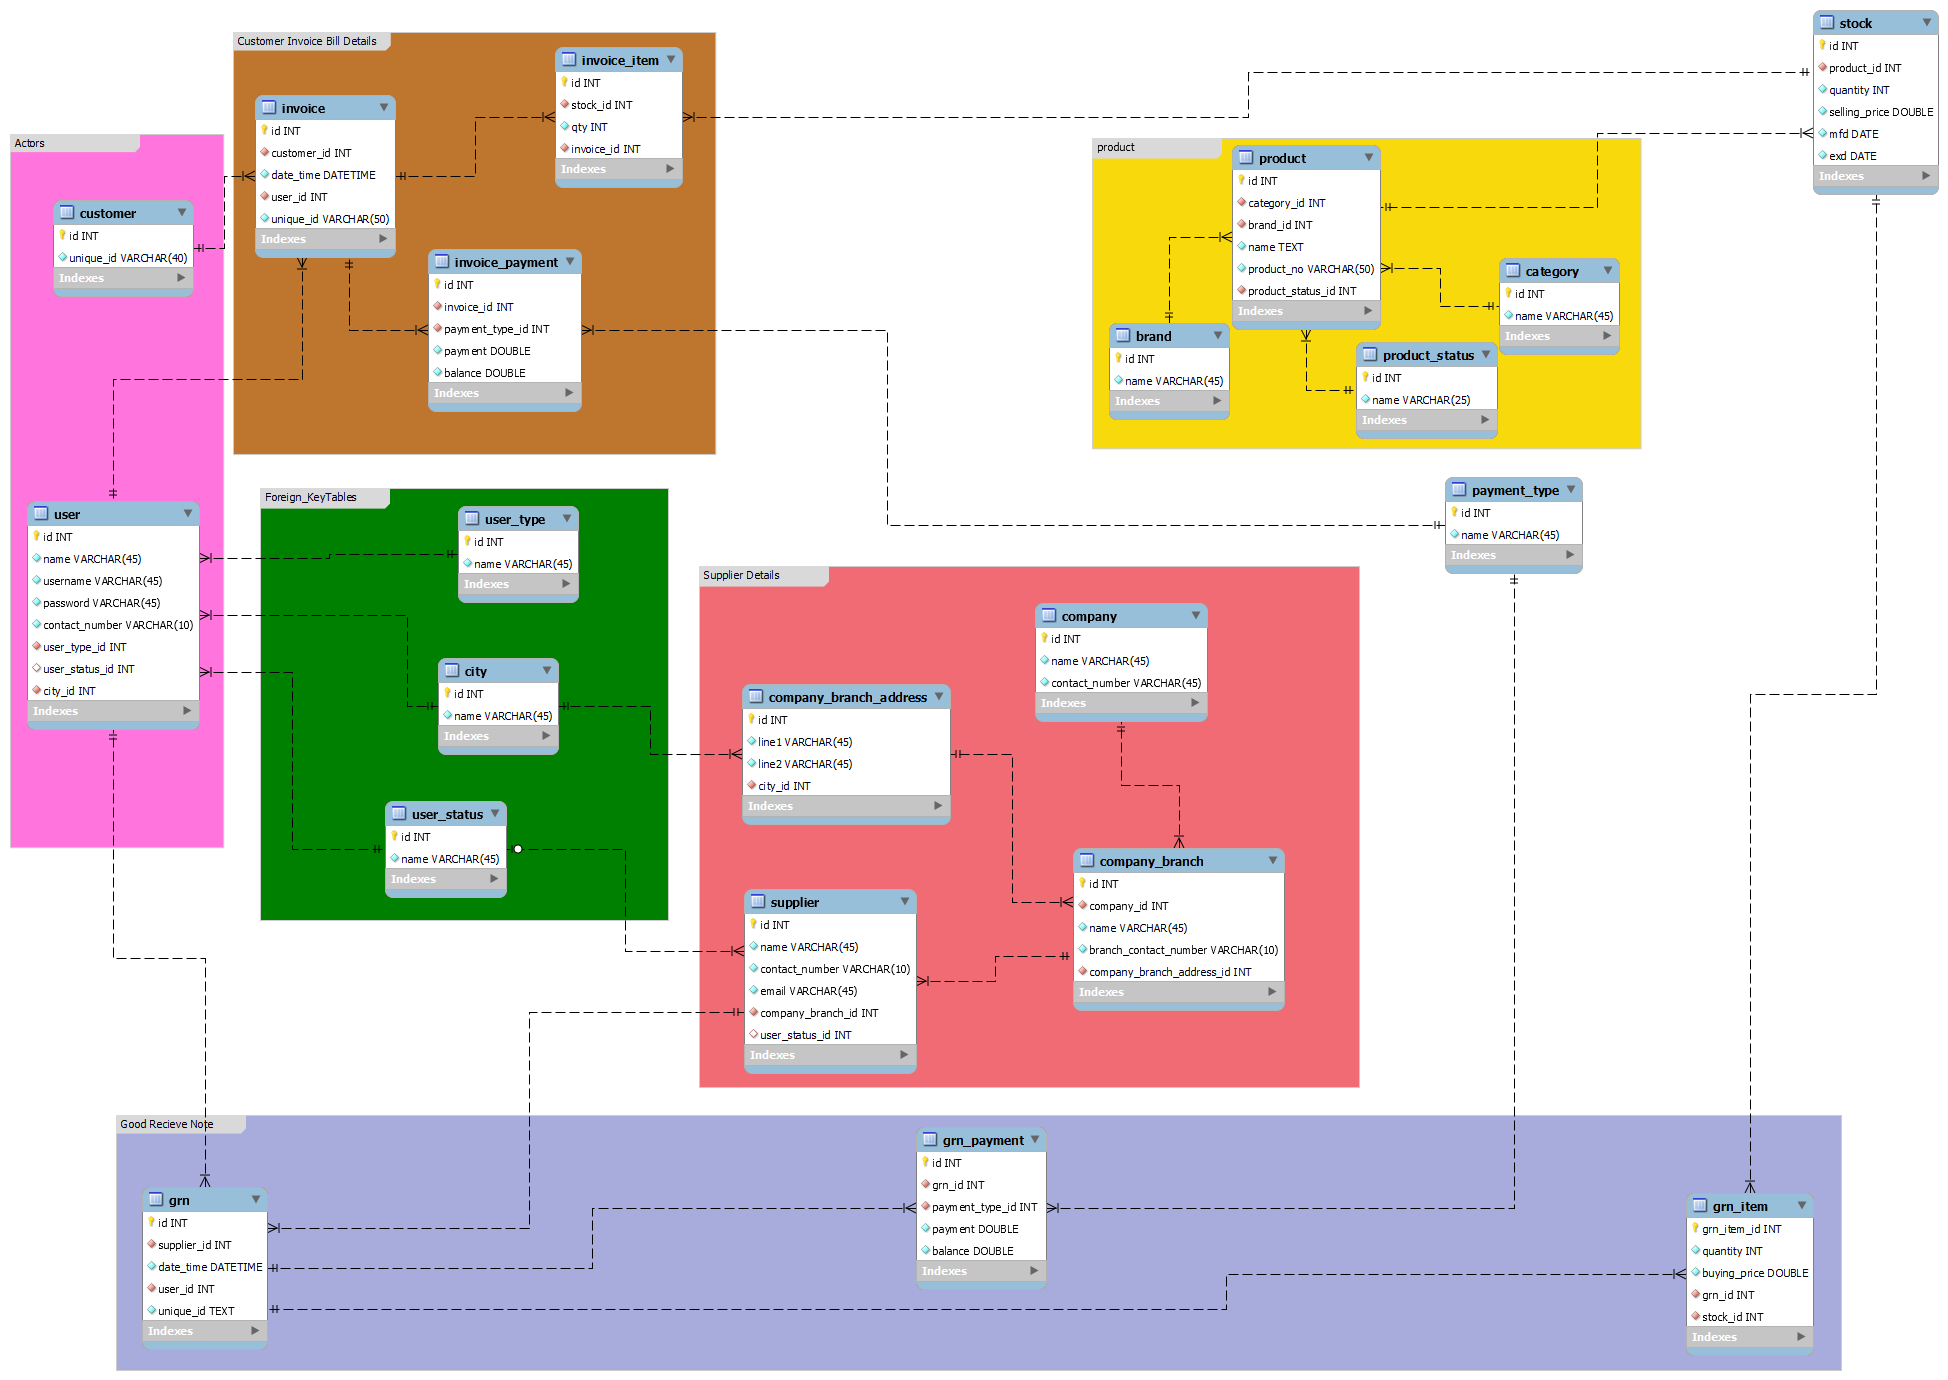 Customer Invoice Bill Details
invoice_item
id INT
stock_id INT
qty INT
invoice_id INT
Indexes
invoice
id INT
customer_id INT
date_time DATETIME
user_id INT
unique_id VARCHAR(50)
Indexes
invoice_payment
id INT
invoice_id INT
payment_type_id INT
payment DOUBLE
balance DOUBLE
Indexes
stock
id INT
product_id INT
quantity INT
selling_price DOUBLE
mfd DATE
exd DATE
Indexes
Actors
customer
id INT
unique_id VARCHAR(40)
Indexes
user
id INT
name VARCHAR(45)
username VARCHAR(45)
password VARCHAR(45)
contact_number VARCHAR(10)
user_type_id INT
user_status_id INT
city_id INT
Indexes
product
product
id INT
category_id INT
brand_id INT
name TEXT
product_no VARCHAR(50)
product_status_id INT
Indexes
category
id INT
name VARCHAR(45)
Indexes
brand
id INT
name VARCHAR(45)
Indexes
product_status
id INT
name VARCHAR(25)
Indexes
Foreign_KeyTables
user_type
id INT
name VARCHAR(45)
Indexes
city
id INT
name VARCHAR(45)
Indexes
user_status
id INT
name VARCHAR(45)
Indexes
payment_type
id INT
name VARCHAR(45)
Indexes
Supplier Details
company
id INT
name VARCHAR(45)
contact_number VARCHAR(45)
Indexes
company_branch_address
id INT
line1 VARCHAR(45)
line2 VARCHAR(45)
city_id INT
Indexes
company_branch
id INT
company_id INT
name VARCHAR(45)
branch_contact_number VARCHAR(10)
company_branch_address_id INT
Indexes
supplier
id INT
name VARCHAR(45)
contact_number VARCHAR(10)
email VARCHAR(45)
company_branch_id INT
user_status_id INT
Indexes
Good Recieve Note
grn
id INT
supplier_id INT
date_time DATETIME
user_id INT
unique_id TEXT
Indexes
grn_payment
id INT
grn_id INT
payment_type_id INT
payment DOUBLE
balance DOUBLE
Indexes
grn_item
grn_item_id INT
quantity INT
buying_price DOUBLE
grn_id INT
stock_id INT
Indexes